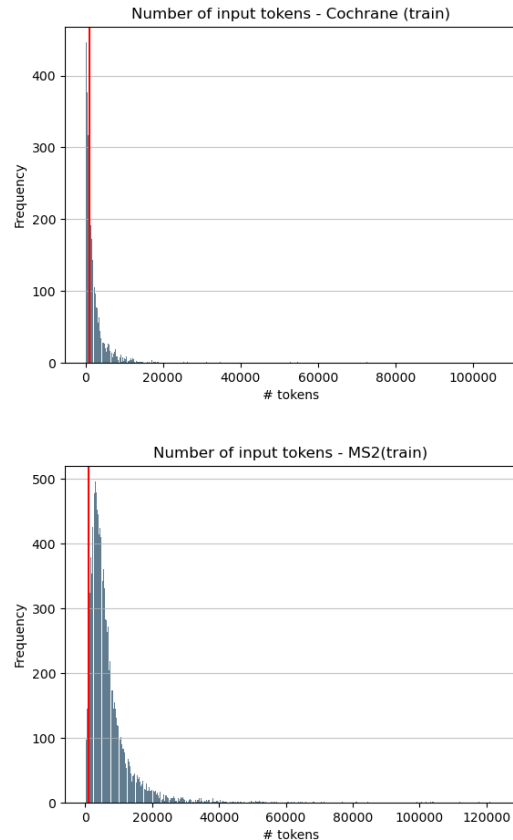 Number of input tokens - Cochrane (train)
400
300
200
100
0
Frequency
0 20000 40000 60000 80000 100000
# tokens
Number of input tokens - MS2(train)
500
400
300
200
100
0
Frequency
0 20000 40000 60000 80000 100000 120000
# tokens